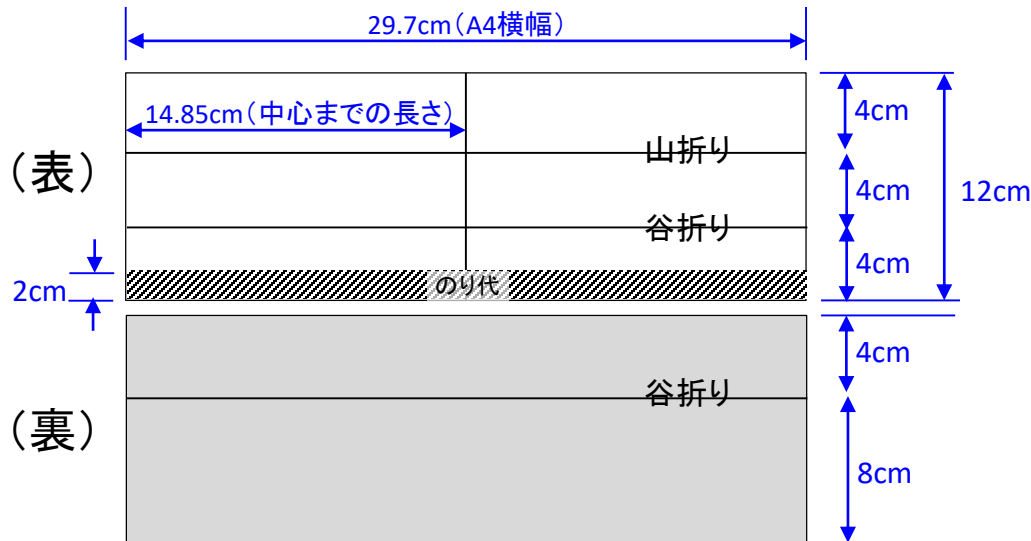 29.7cm（A4横幅）
14.85cm（中心までの長さ）
4cm
山折り
（表）
4cm
12cm
谷折り
4cm
2cm
のり代
4cm
谷折り
（裏）
8cm